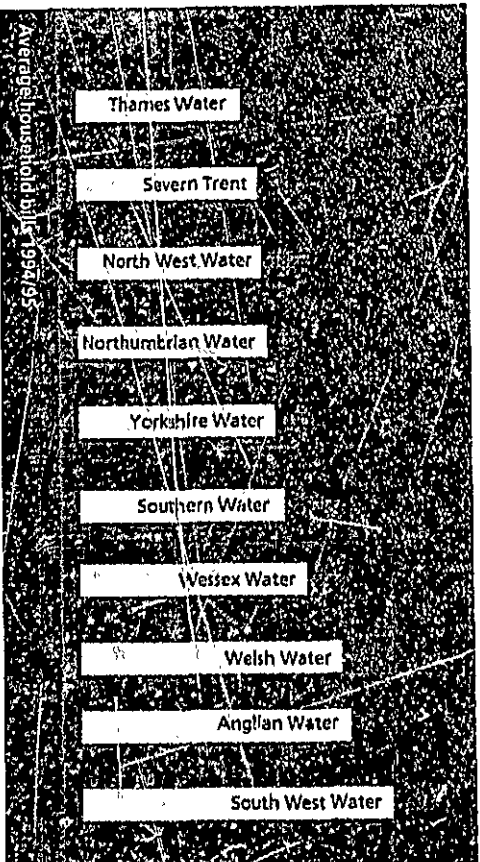 Average household bills 1994/95
Thames Water
Severn Trent
North West Water
Northumbrian Water
Yorkshire Water
Southern Water
Wessex Water
Welsh Water
Anglian Water
South West Water